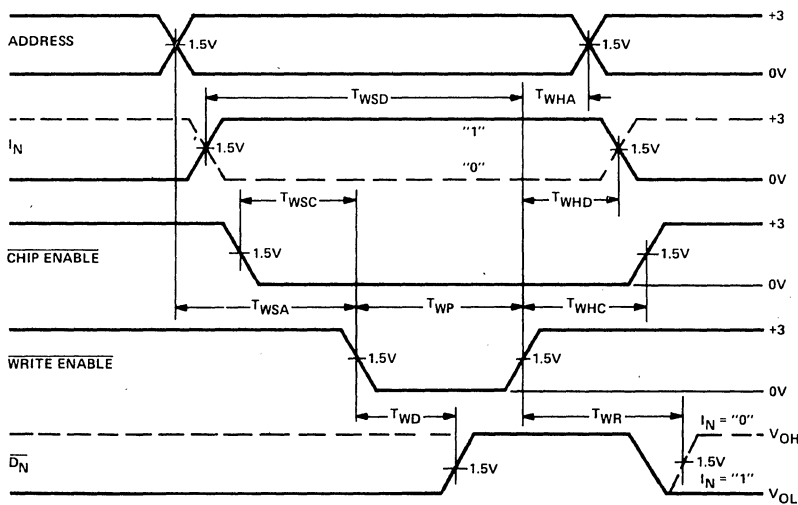 +3
ADDRESS
1.5V
1.5V
0V
TWSD
TWHA
+3
"1"
IN
1.5V
1.5V
"0"
0V
TWSC
TWHD
+3
CHIP ENABLE
1.5V
1.5V
0V
TWSA
TWP
TWHC
+3
WRITE ENABLE
1.5V
1.5V
0V
TWD
TWR
IN = "0"
VOH
DN
1.5V
1.5V
IN = "1"
VOL